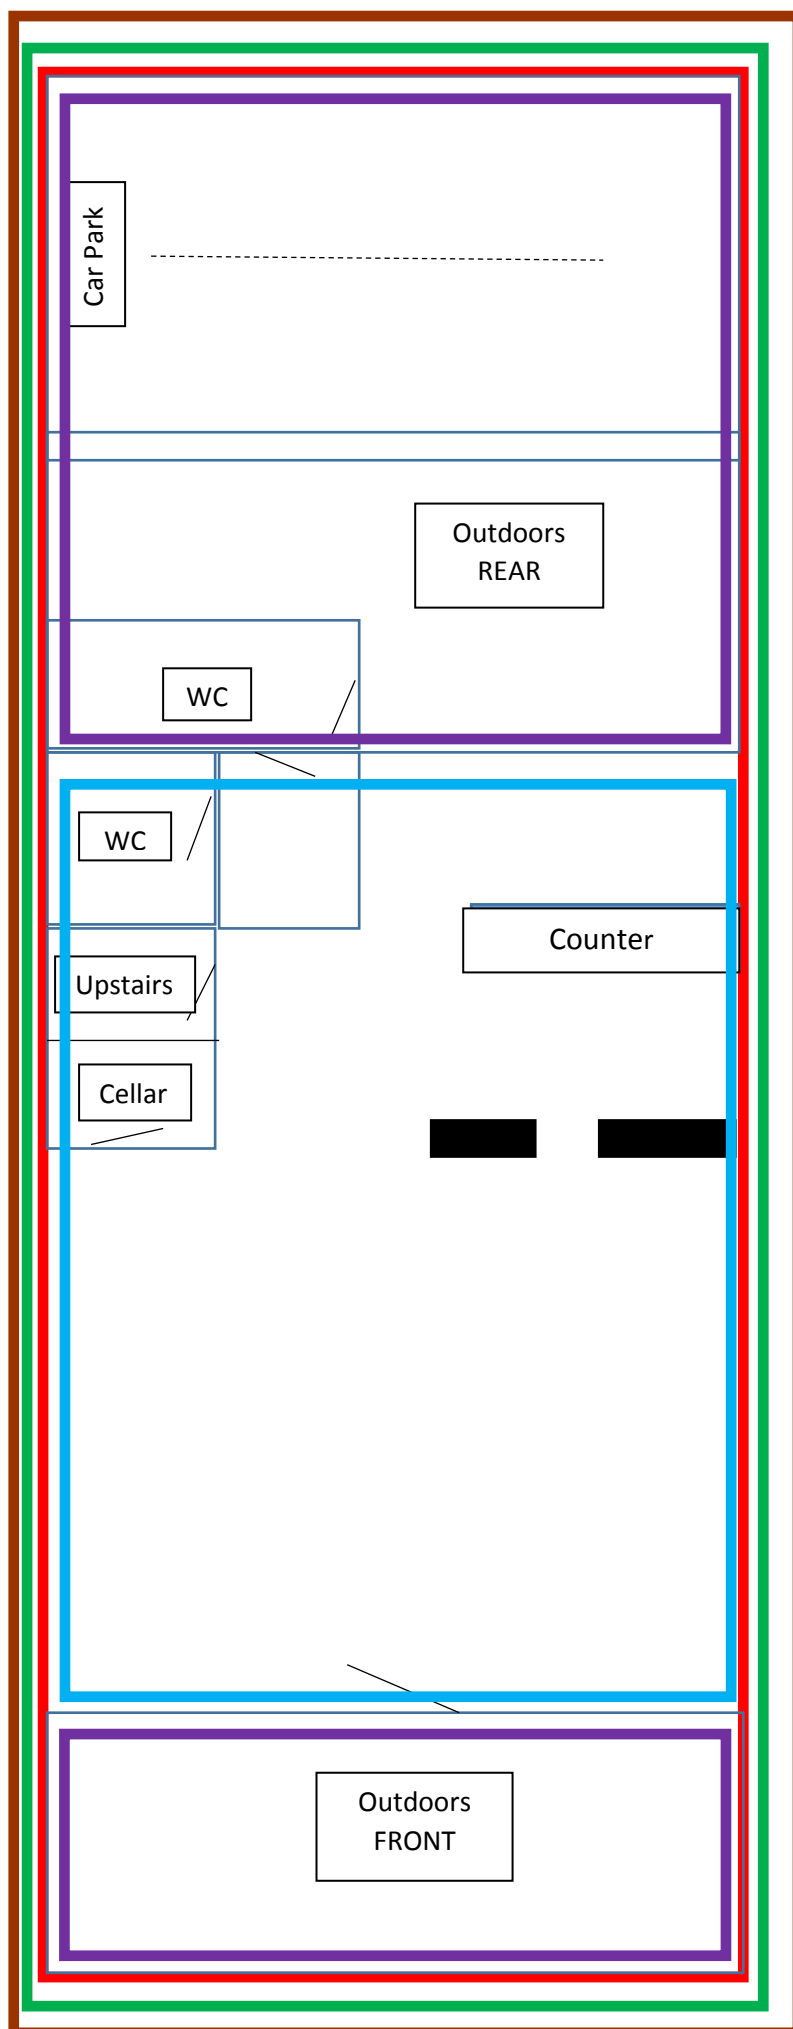 Car Park
Outdoors
REAR
WC
WC
Counter
Upstairs
Cellar
Outdoors
FRONT